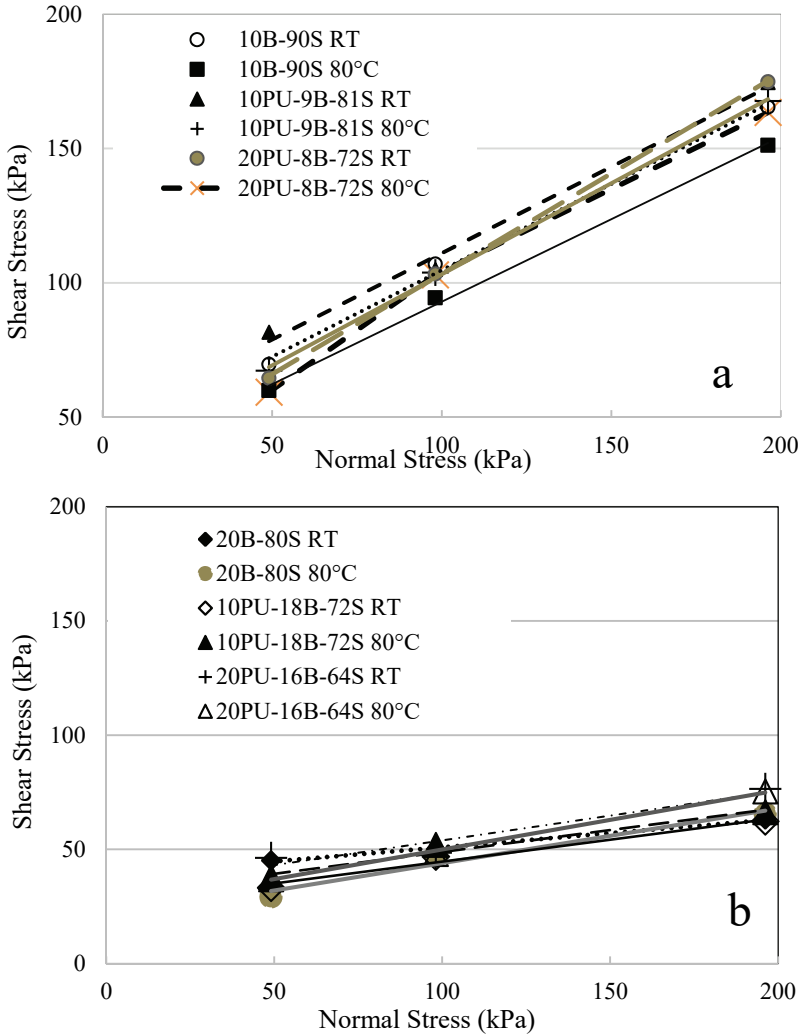 200
150
100
50
Shear Stress (kPa)
10B-90S RT
10B-90S 80°C
10PU-9B-81S RT
10PU-9B-81S 80°C
20PU-8B-72S RT
20PU-8B-72S 80°C
a
0 50 100 150 200
Normal Stress (kPa)
200
150
100
50
0
Shear Stress (kPa)
20B-80S RT
20B-80S 80°C
10PU-18B-72S RT
10PU-18B-72S 80°C
20PU-16B-64S RT
20PU-16B-64S 80°C
b
0 50 100 150 200
Normal Stress (kPa)